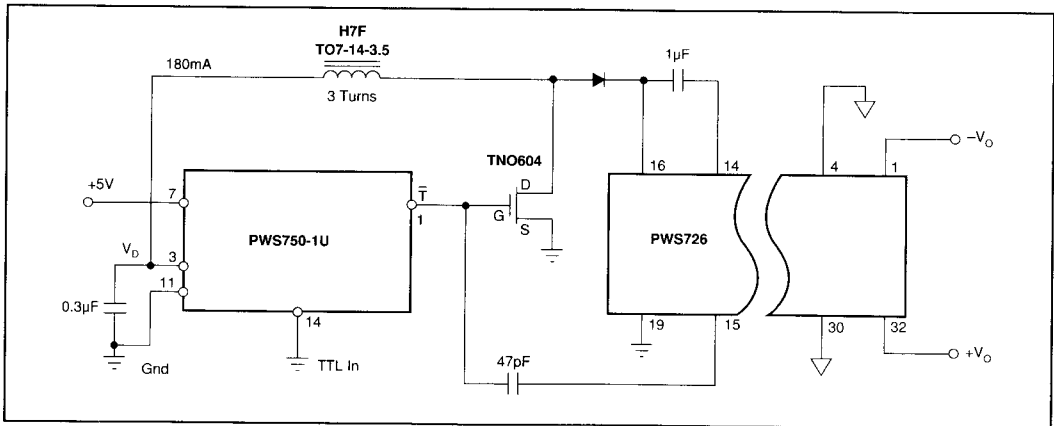 H7F
TO7-14-3.5
180mA
3 Turns
1µF
TNO604
D
G
S
16
14
4
1
–V_O
+5V
7
T̅
1
PWS750-1U
PWS726
V_D
3
11
0.3µF
14
19
15
30
32
Gnd
TTL In
47pF
+V_O